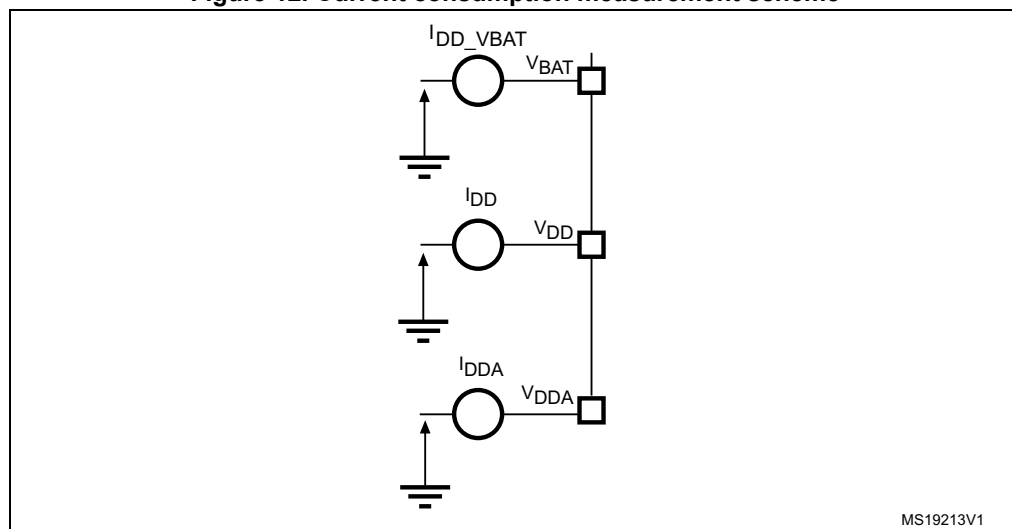 Figure 12. Current consumption measurement scheme
IDD_VBAT
VBAT
IDD
VDD
IDDA
VDDA
MS19213V1